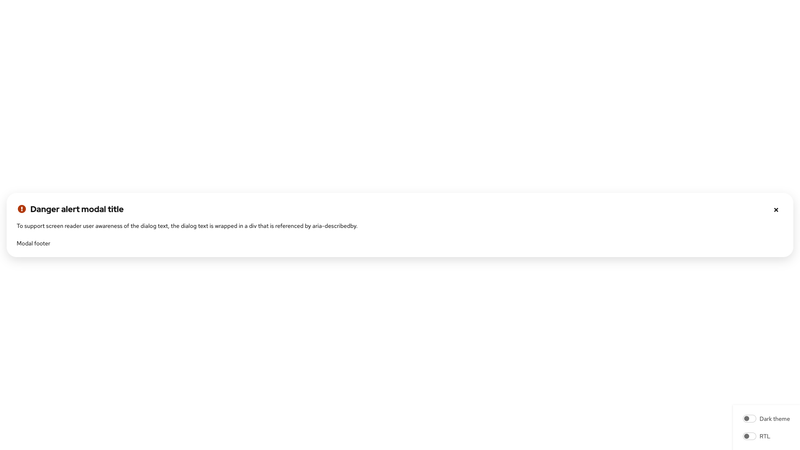 Danger alert modal title
To support screen reader user awareness of the dialog text, the dialog text is wrapped in a div that is referenced by aria-describedby.
Modal footer
Dark theme
RTL